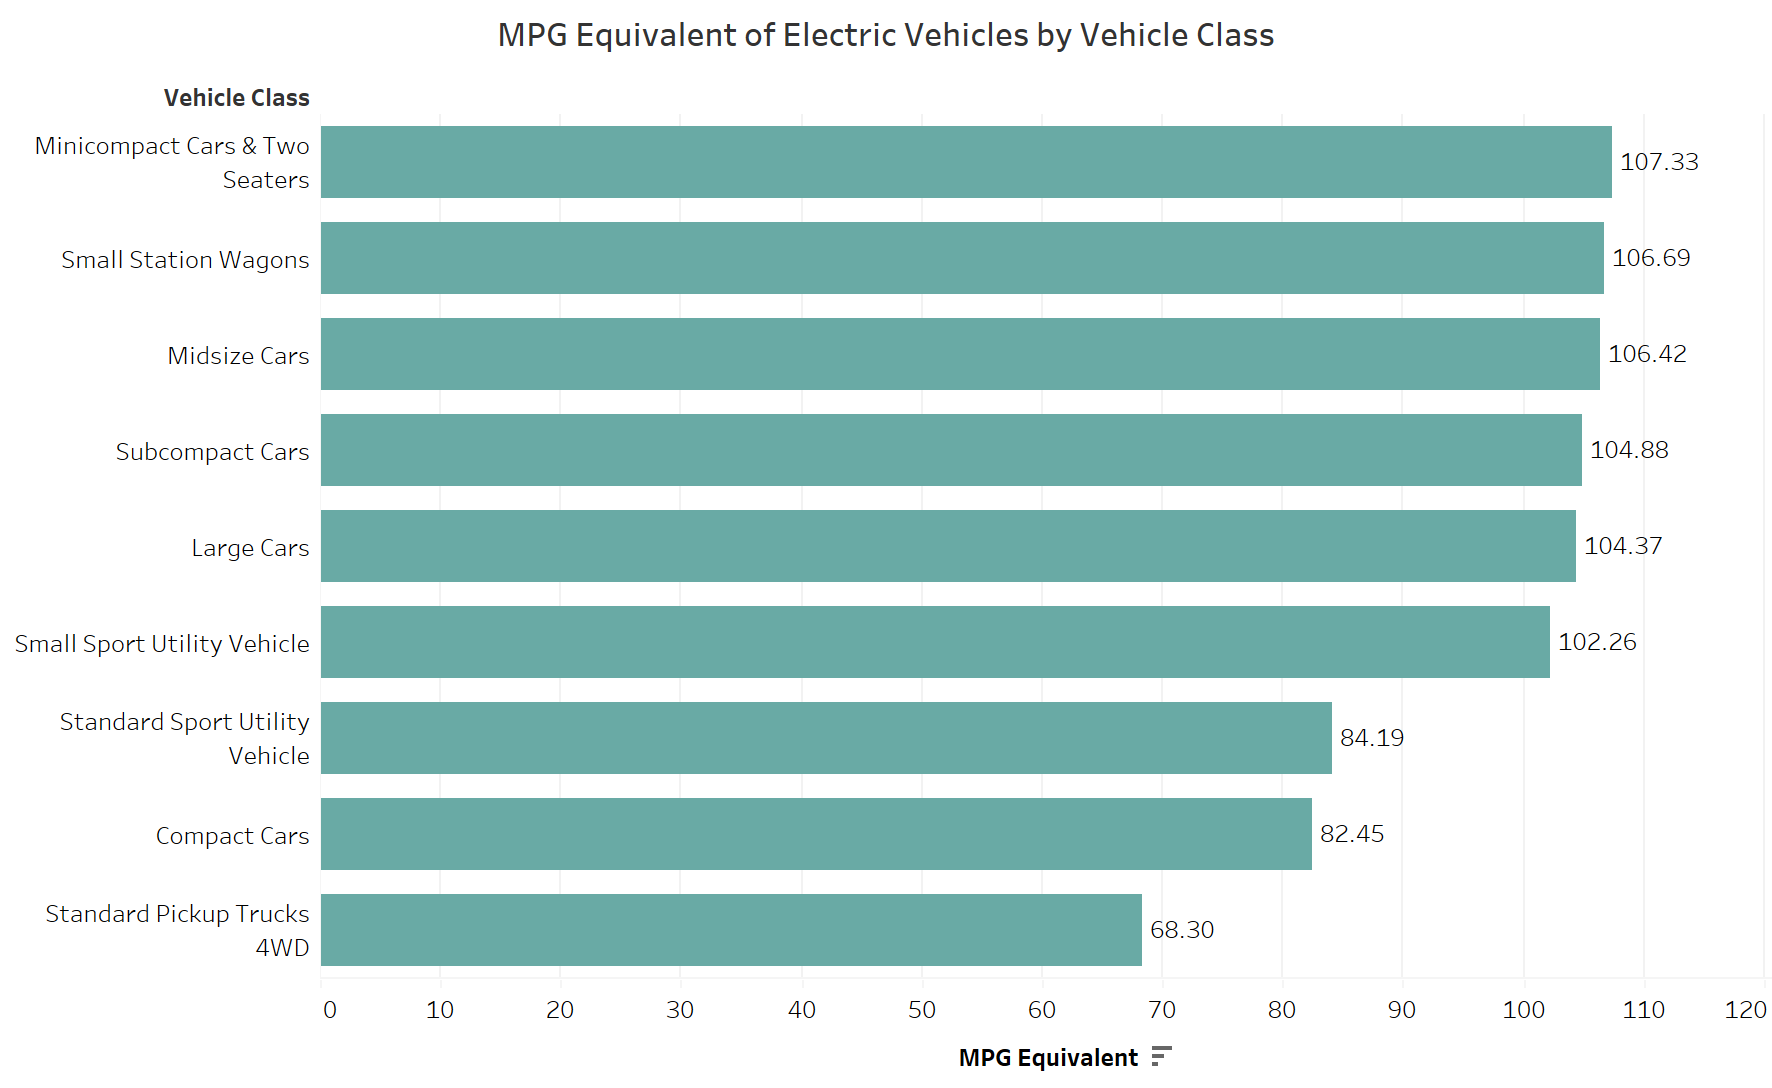 MPG Equivalent of Electric Vehicles by Vehicle Class
Vehicle Class
Minicompact Cars & Two
Seaters
107.33
Small Station Wagons
106.69
Midsize Cars
106.42
Subcompact Cars
104.88
Large Cars
104.37
Small Sport Utility Vehicle
102.26
Standard Sport Utility
Vehicle
84.19
Compact Cars
82.45
Standard Pickup Trucks
4WD
68.30
0 10 20 30 40 50 60 70 80 90 100 110 120
MPG Equivalent